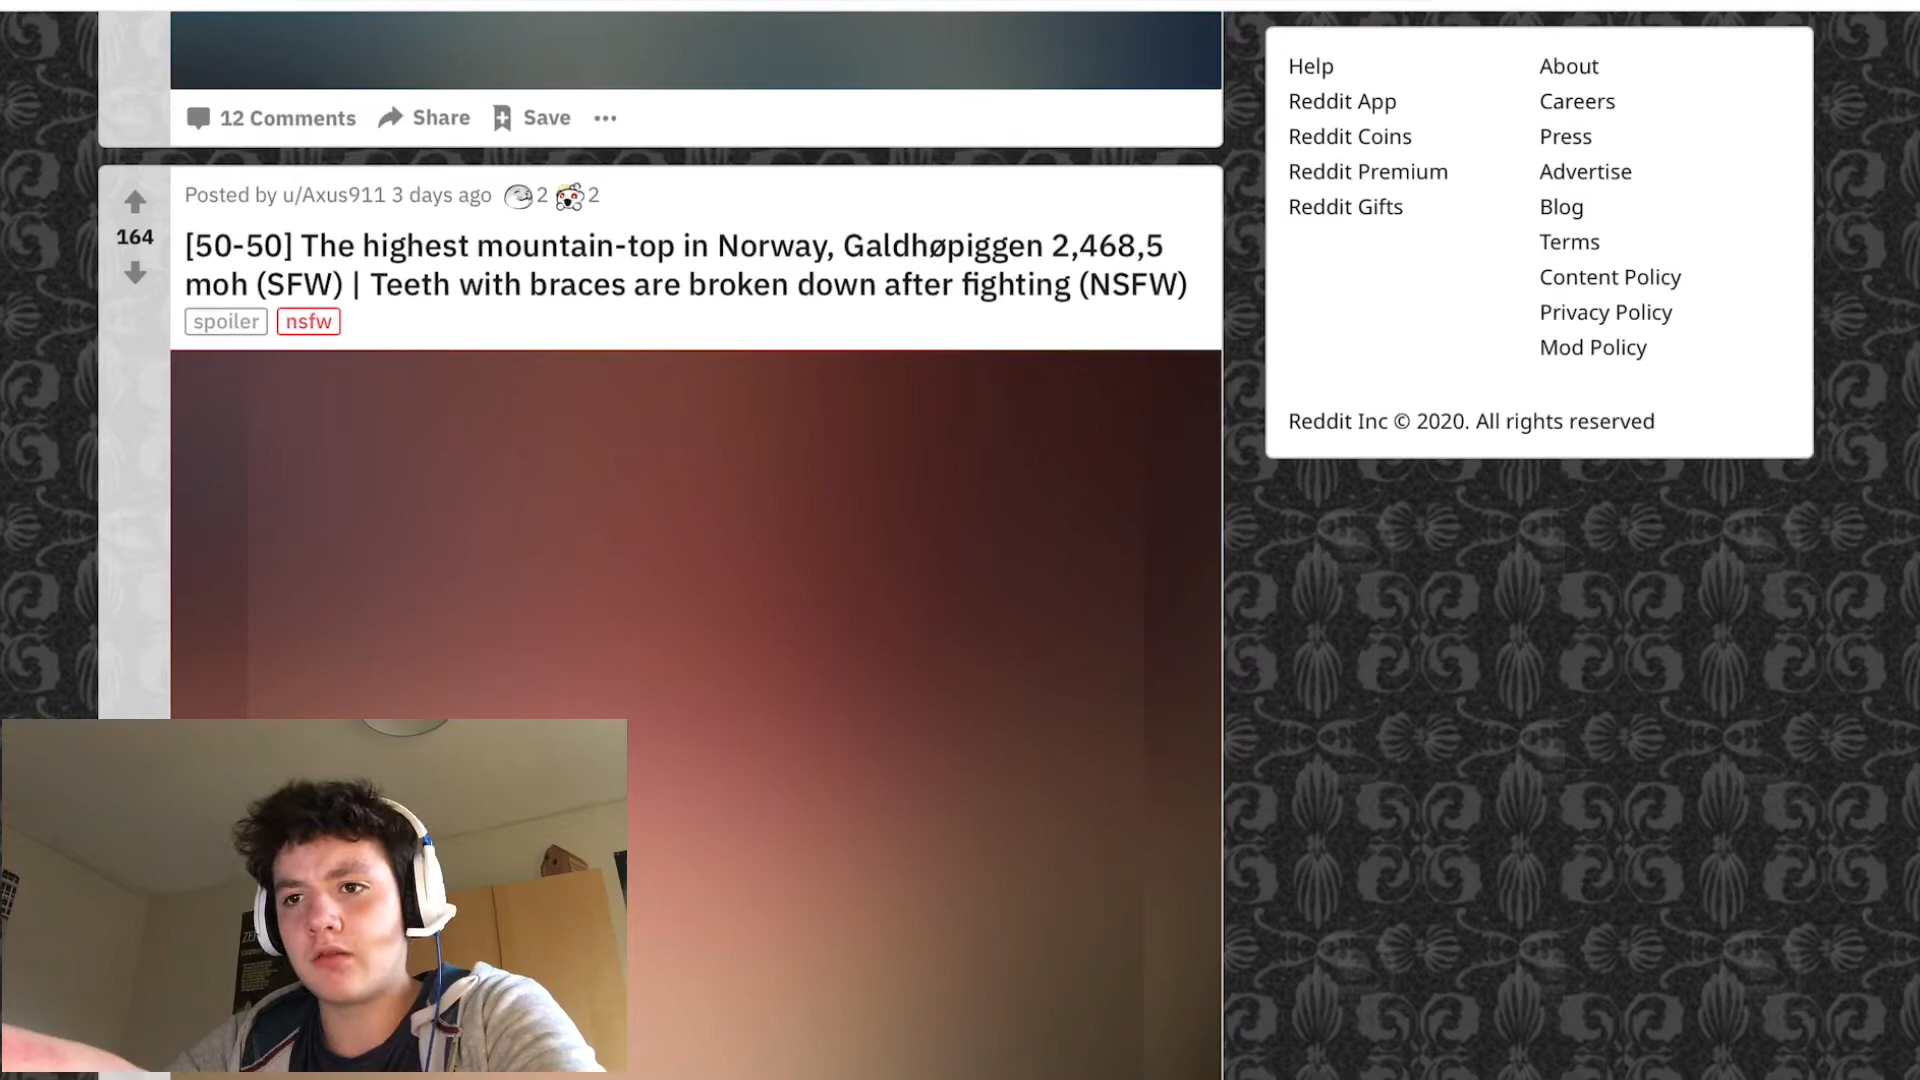 12 Comments Share Save
Posted by u/Axus911 3 days ago 2 2
164
[50-50] The highest mountain-top in Norway, Galdhøpiggen 2,468,5
moh (SFW) | Teeth with braces are broken down after fighting (NSFW)
spoiler nsfw
Help
Reddit App
Reddit Coins
Reddit Premium
Reddit Gifts
About
Careers
Press
Advertise
Blog
Terms
Content Policy
Privacy Policy
Mod Policy
Reddit Inc © 2020. All rights reserved